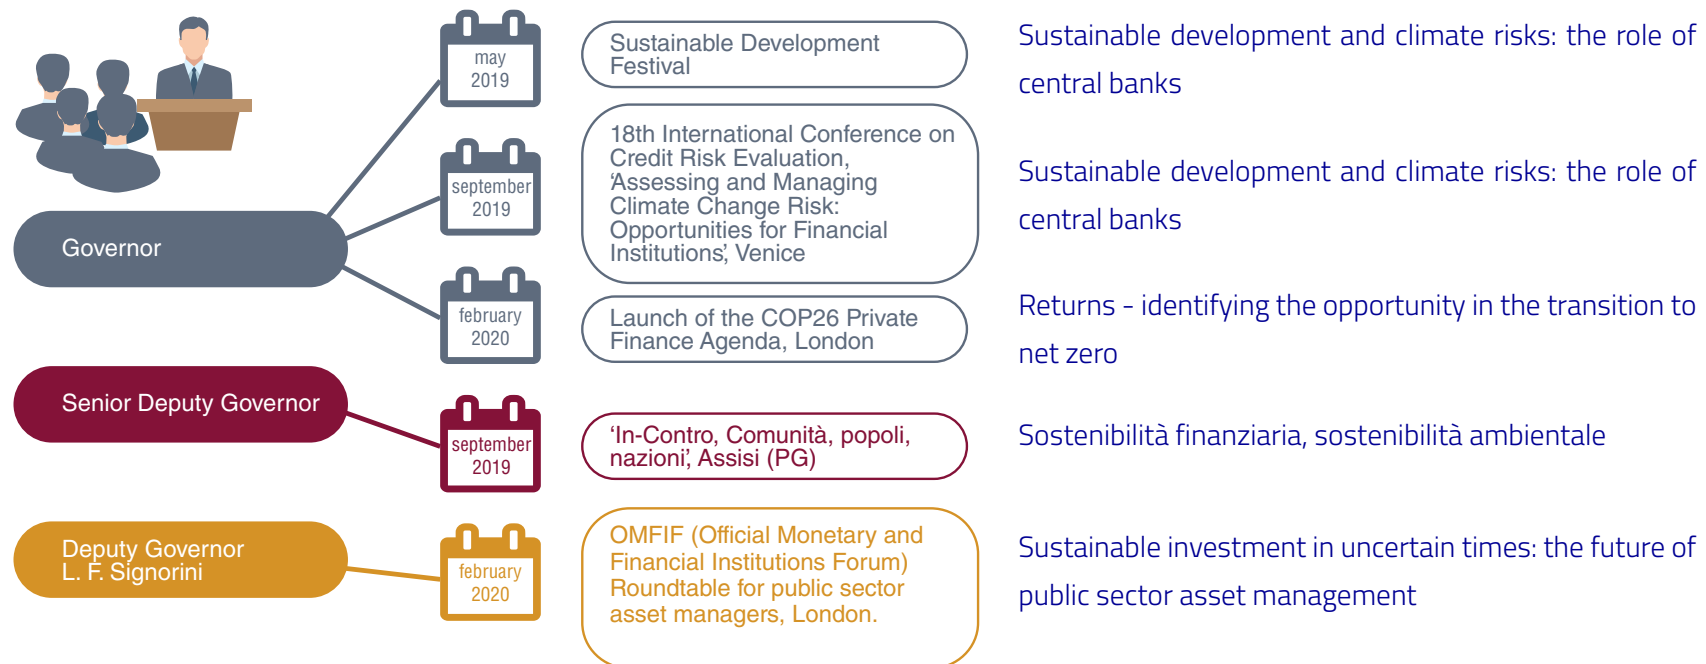 may
2019
Sustainable Development
Festival
Sustainable development and climate risks: the role of
central banks
september
2019
18th International Conference on
Credit Risk Evaluation,
‘Assessing and Managing
Climate Change Risk:
Opportunities for Financial
Institutions’, Venice
Sustainable development and climate risks: the role of
central banks
Governor
february
2020
Launch of the COP26 Private
Finance Agenda, London
Returns - identifying the opportunity in the transition to
net zero
Senior Deputy Governor
september
2019
‘In-Contro, Comunità, popoli,
nazioni’, Assisi (PG)
Sostenibilità finanziaria, sostenibilità ambientale
Deputy Governor
L. F. Signorini
february
2020
OMFIF (Official Monetary and
Financial Institutions Forum)
Roundtable for public sector
asset managers, London.
Sustainable investment in uncertain times: the future of
public sector asset management